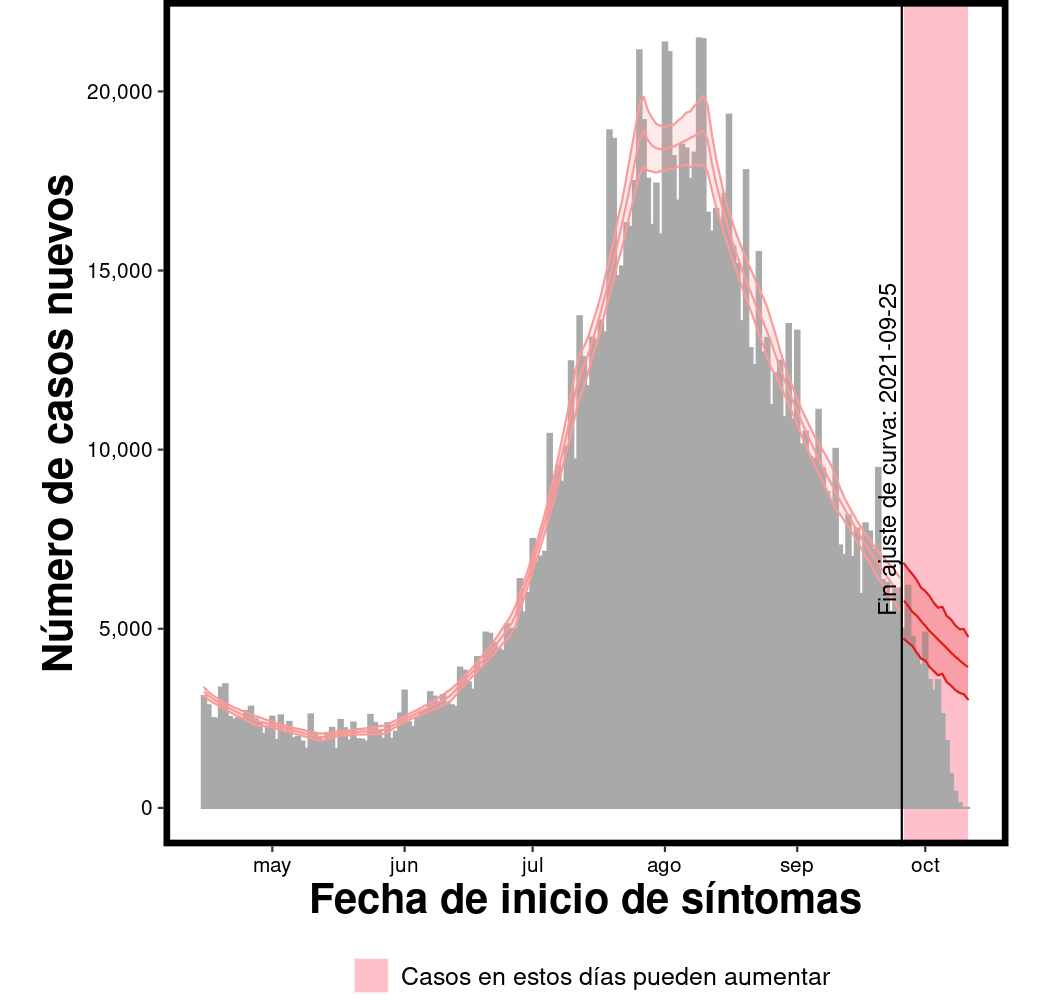 Número de casos nuevos
20,000
15,000
10,000
5,000
0
Fin ajuste de curva: 2021-09-25
may jun jul ago sep oct
Fecha de inicio de síntomas
Casos en estos días pueden aumentar